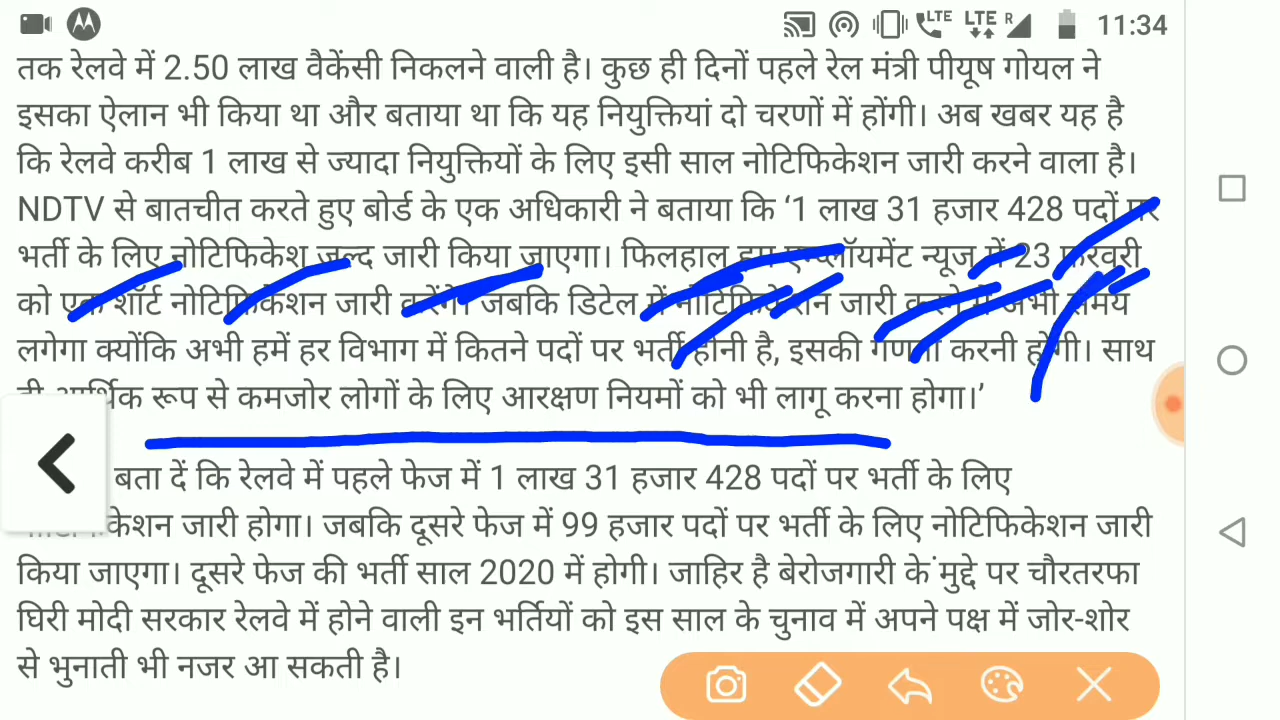 LTE LTE R 11:34
तक रेलवे में 2.50 लाख वैकेंसी निकलने वाली है। कुछ ही दिनों पहले रेल मंत्री पीयूष गोयल ने
इसका ऐलान भी किया था और बताया था कि यह नियुक्तियां दो चरणों में होंगी। अब खबर यह है
कि रेलवे करीब 1 लाख से ज्यादा नियुक्तियों के लिए इसी साल नोटिफिकेशन जारी करने वाला है।
NDTV से बातचीत करते हुए बोर्ड के एक अधिकारी ने बताया कि ‘1 लाख 31 हजार 428 पदों पर
भर्ती के लिए नोटिफिकेश जल्द जारी किया जाएगा। फिलहाल हम एम्प्लॉयमेंट न्यूज में 23 फरवरी
को एक शॉर्ट नोटिफिकेशन जारी करेंगे। जबकि डिटेल में नोटिफिकेशन जारी करने में अभी समय
लगेगा क्योंकि अभी हमें हर विभाग में कितने पदों पर भर्ती होनी है, इसकी गणना करनी होगी। साथ
ही आर्थिक रूप से कमजोर लोगों के लिए आरक्षण नियमों को भी लागू करना होगा।’
बता दें कि रेलवे में पहले फेज में 1 लाख 31 हजार 428 पदों पर भर्ती के लिए
जारी होगा। जबकि दूसरे फेज में 99 हजार पदों पर भर्ती के लिए नोटिफिकेशन जारी
किया जाएगा। दूसरे फेज की भर्ती साल 2020 में होगी। जाहिर है बेरोजगारी के मुद्दे पर चौरतरफा
घिरी मोदी सरकार रेलवे में होने वाली इन भर्तियों को इस साल के चुनाव में अपने पक्ष में जोर-शोर
से भुनाती भी नजर आ सकती है।